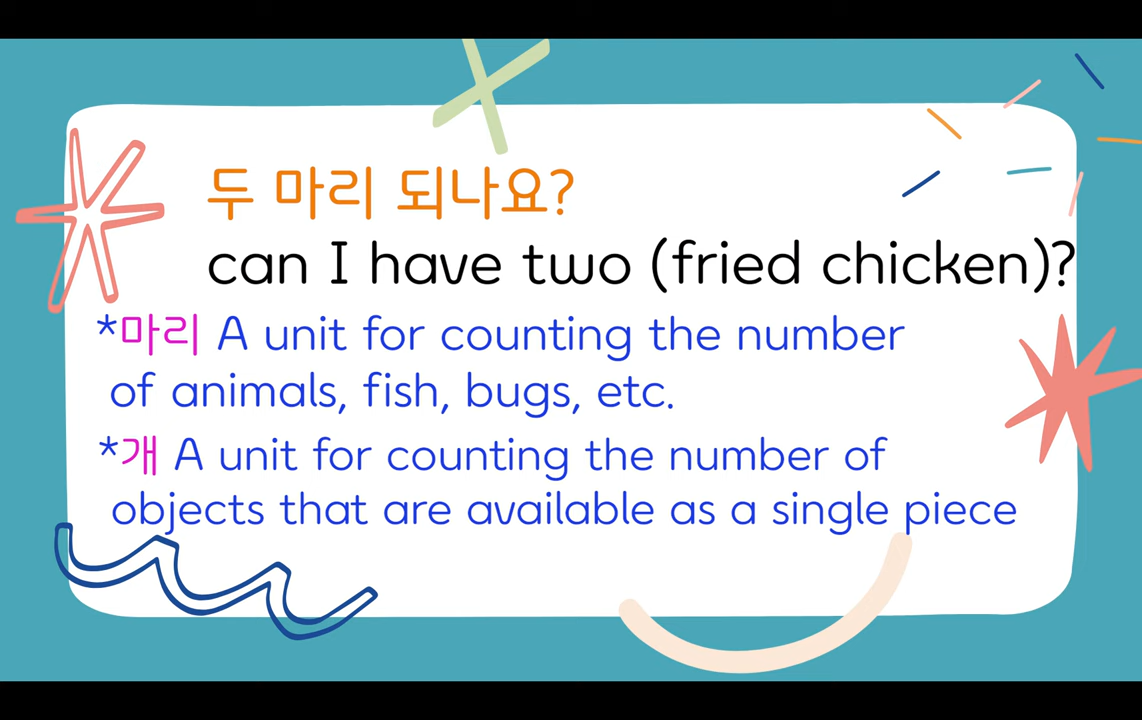 두 마리 되나요?
can I have two (fried chicken)?
*마리 A unit for counting the number
of animals, fish, bugs, etc.
*개 A unit for counting the number of
objects that are available as a single piece